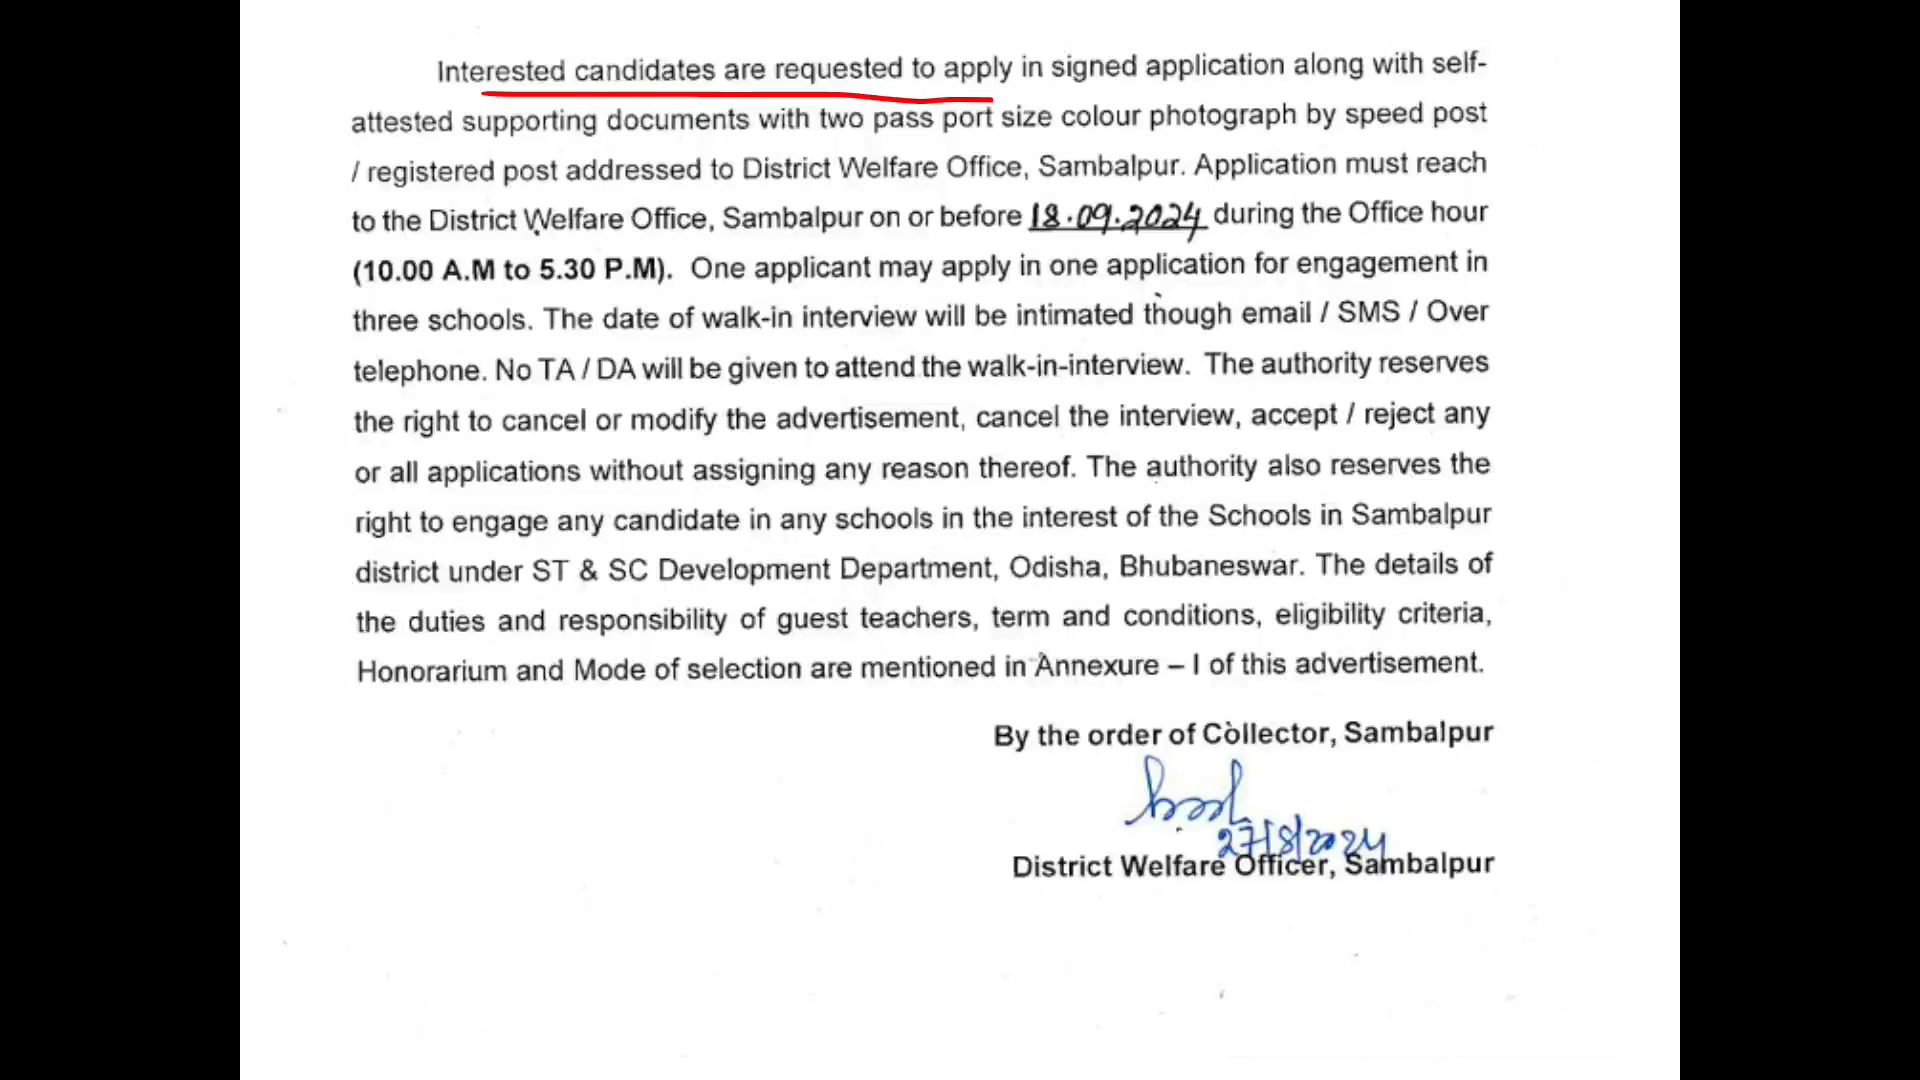 Interested candidates are requested to apply in signed application along with self-
attested supporting documents with two pass port size colour photograph by speed post
/ registered post addressed to District Welfare Office, Sambalpur. Application must reach
to the District Welfare Office, Sambalpur on or before 18.09.2024 during the Office hour
(10.00 A.M to 5.30 P.M). One applicant may apply in one application for engagement in
three schools. The date of walk-in interview will be intimated though email / SMS / Over
telephone. No TA / DA will be given to attend the walk-in-interview. The authority reserves
the right to cancel or modify the advertisement, cancel the interview, accept / reject any
or all applications without assigning any reason thereof. The authority also reserves the
right to engage any candidate in any schools in the interest of the Schools in Sambalpur
district under ST & SC Development Department, Odisha, Bhubaneswar. The details of
the duties and responsibility of guest teachers, term and conditions, eligibility criteria,
Honorarium and Mode of selection are mentioned in Annexure – I of this advertisement.
By the order of Collector, Sambalpur
27/8/2024
District Welfare Officer, Sambalpur